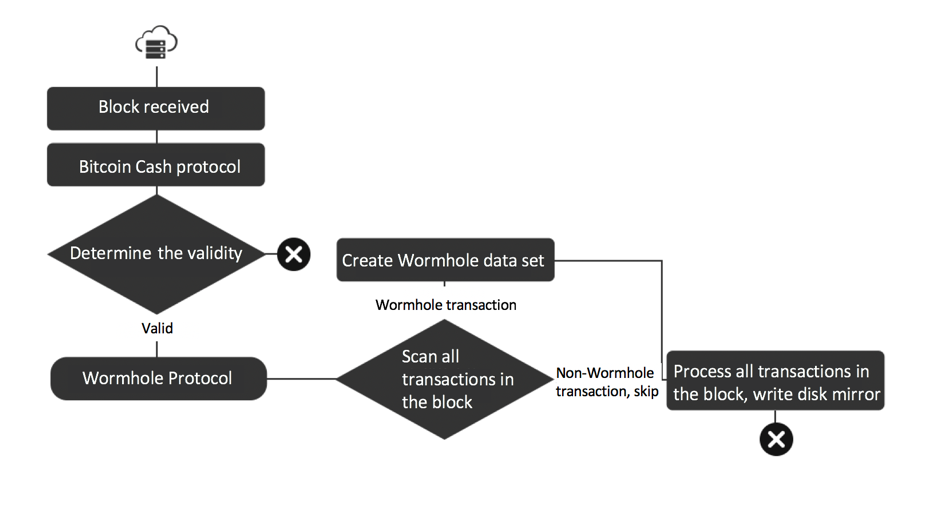 Block received
Bitcoin Cash protocol
Determine the validity
Valid
Wormhole Protocol
Create Wormhole data set
Wormhole transaction
Scan all
transactions in
the block
Non-Wormhole
transaction, skip
Process all transactions in
the block, write disk mirror